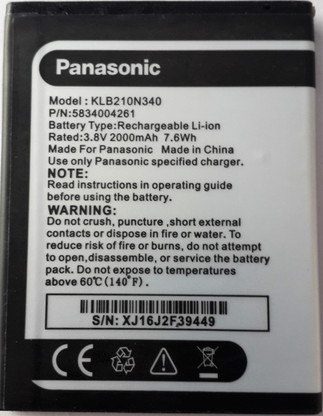 Panasonic
Model : KLB210N340
P/N:5834004261
Battery Type:Rechargeable Li-ion
Rated:3.8V 2000mAh 7.6Wh
Made For Panasonic Made in China
Use only Panasonic specified charger.
NOTE:
Read instructions in operating guide
before using the battery.
WARNING:
Do not crush, puncture ,short external
contacts or dispose in fire or water. To
reduce risk of fire or burns, do not attempt
to open,disassemble, or service the battery
pack. Do not expose to temperatures
above 60℃(140°F).
S/N: XJ16J2F39449
CE